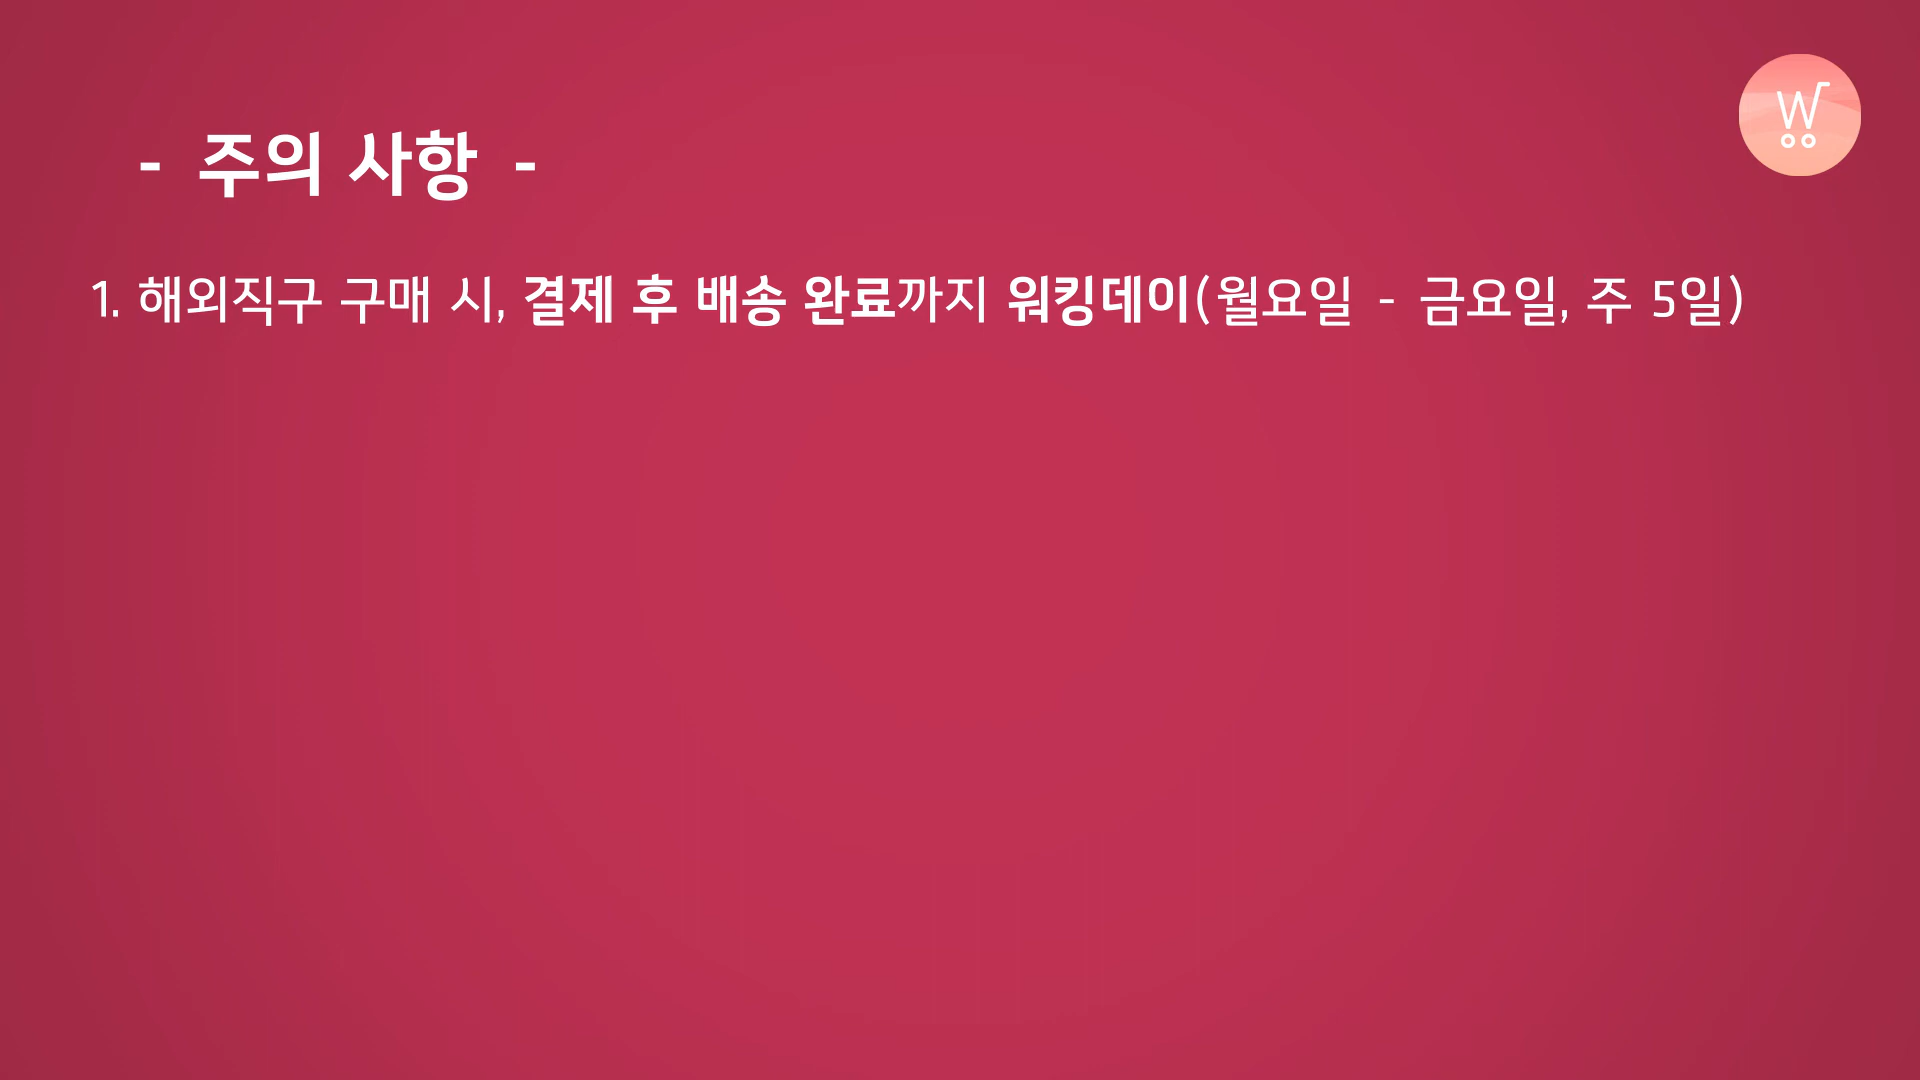 - 주의 사항 -
1. 해외직구 구매 시, 결제 후 배송 완료까지 워킹데이(월요일 - 금요일, 주 5일)